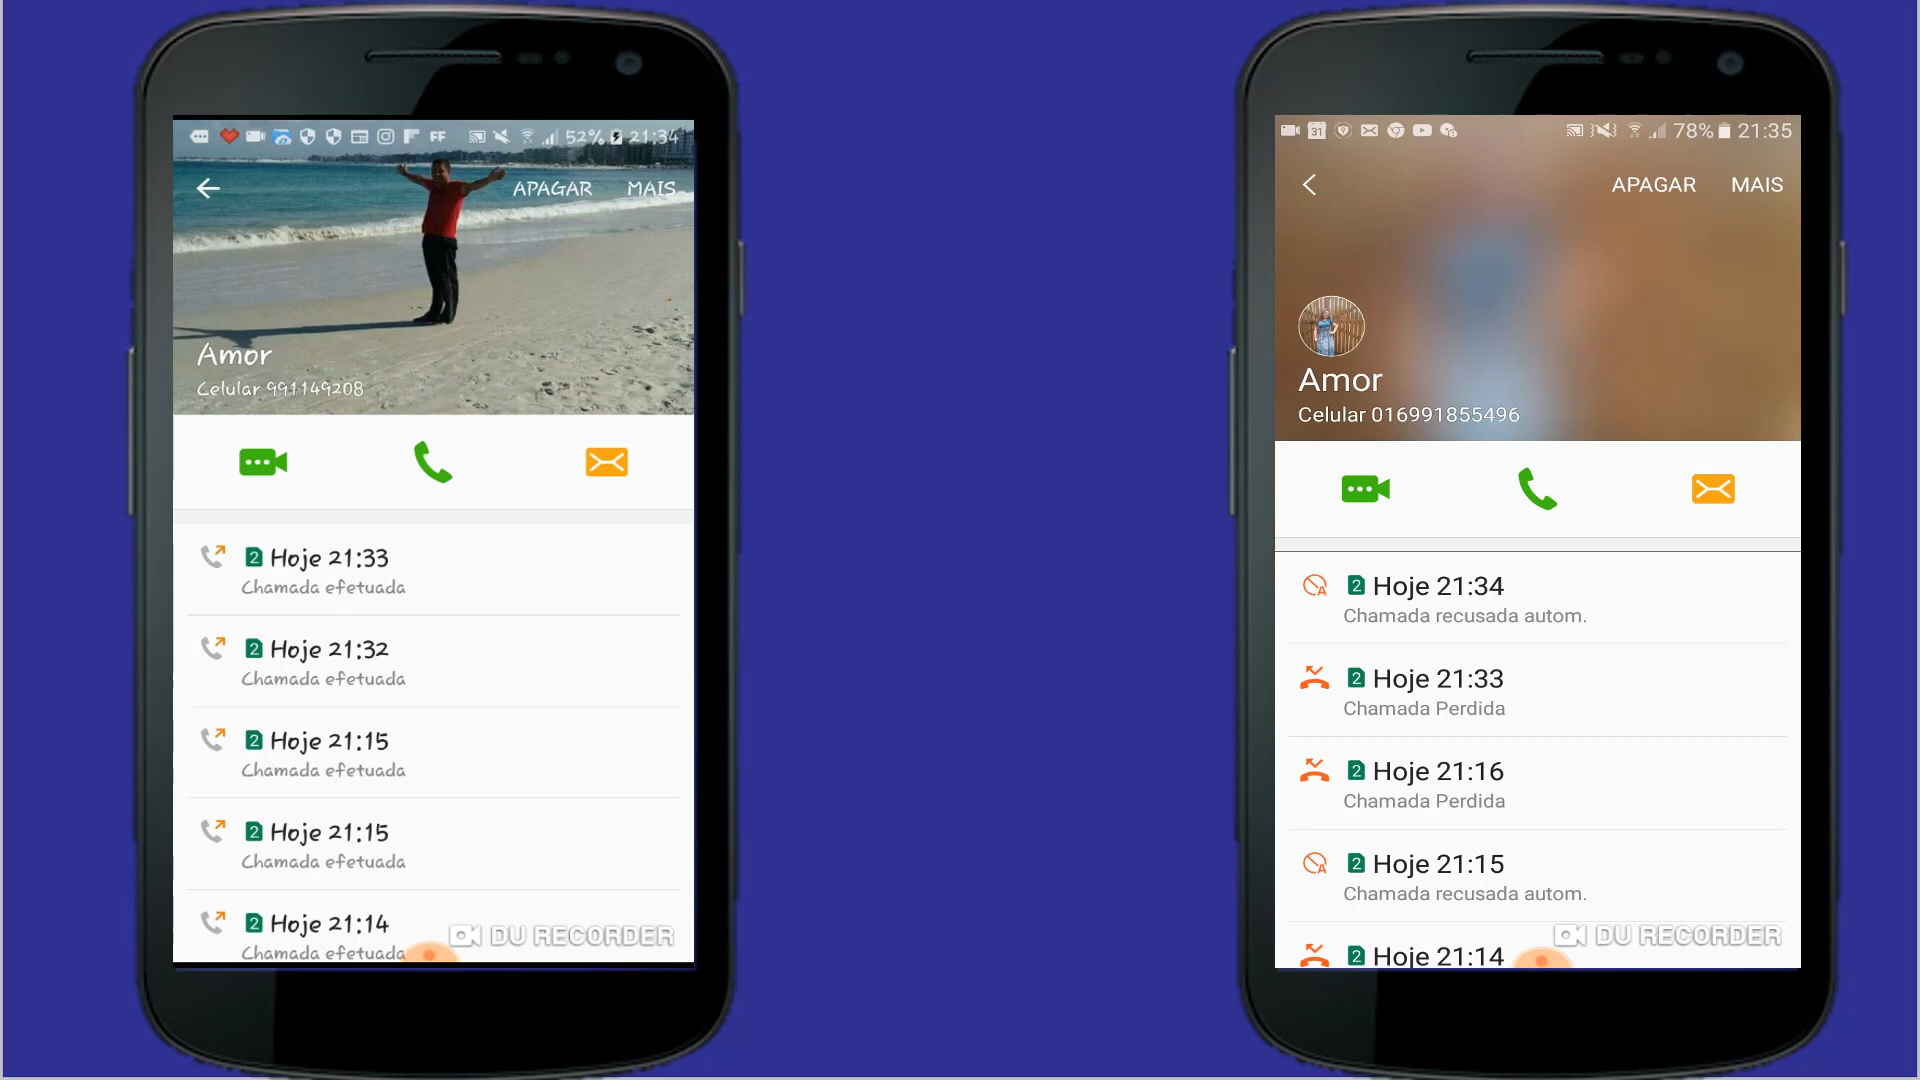 FF 52% 21:34
APAGAR MAIS
Amor
Celular 991149208
2 Hoje 21:33
Chamada efetuada
2 Hoje 21:32
Chamada efetuada
2 Hoje 21:15
Chamada efetuada
2 Hoje 21:15
Chamada efetuada
2 Hoje 21:14
Chamada efetuada
DU RECORDER
31 78% 21:35
APAGAR MAIS
Amor
Celular 016991855496
2 Hoje 21:34
Chamada recusada autom.
2 Hoje 21:33
Chamada Perdida
2 Hoje 21:16
Chamada Perdida
2 Hoje 21:15
Chamada recusada autom.
2 Hoje 21:14
DU RECORDER